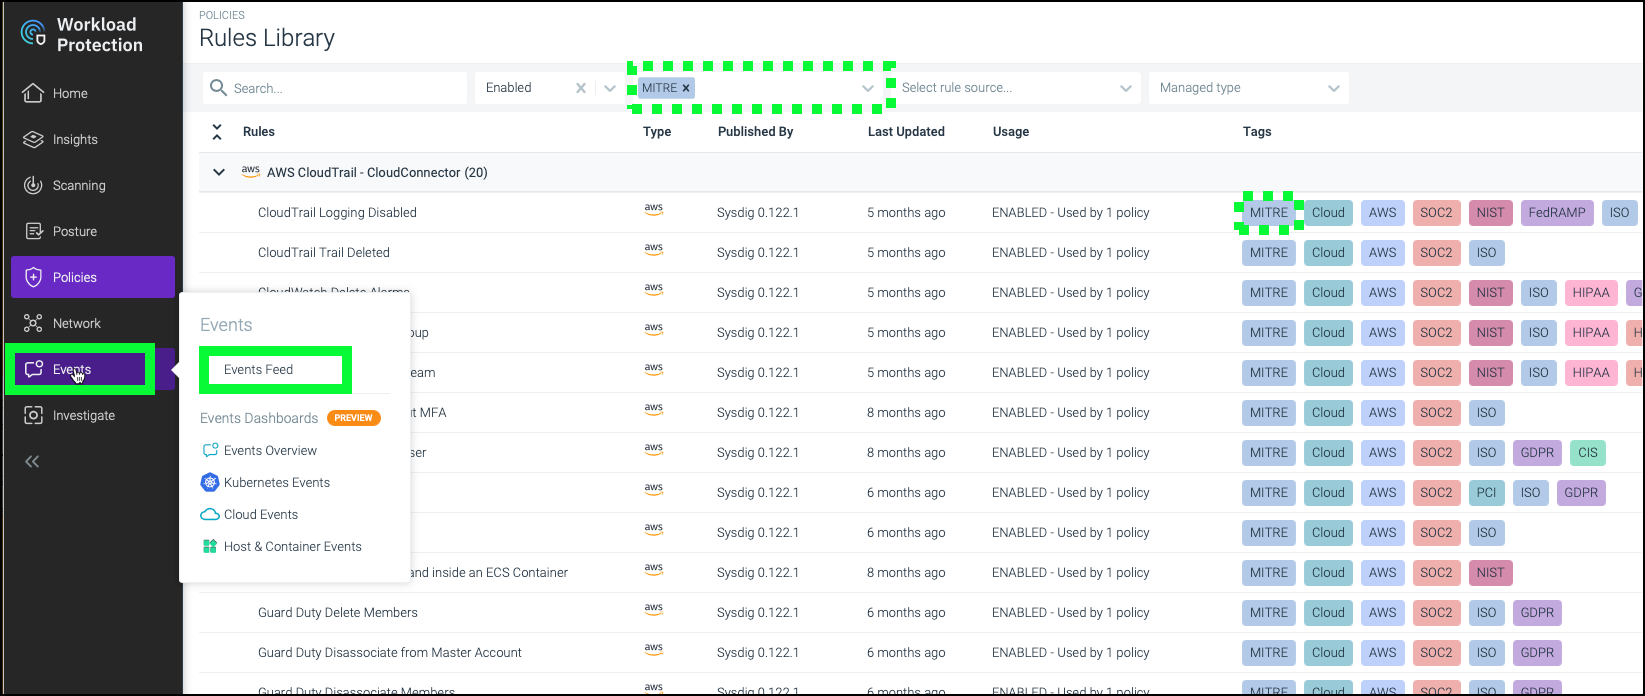 Workload
Protection
Home
Insights
Scanning
Posture
Policies
Network
Events
Investigate
POLICIES
Rules Library
Search... Enabled MITRE Select rule source... Managed type
Rules Type Published By Last Updated Usage Tags
aws AWS CloudTrail - CloudConnector (20)
CloudTrail Logging Disabled aws Sysdig 0.122.1 5 months ago ENABLED - Used by 1 policy MITRE Cloud AWS SOC2 NIST FedRAMP ISO
CloudTrail Trail Deleted aws Sysdig 0.122.1 5 months ago ENABLED - Used by 1 policy MITRE Cloud AWS SOC2 ISO
CloudWatch Delete Alarms aws Sysdig 0.122.1 5 months ago ENABLED - Used by 1 policy MITRE Cloud AWS SOC2 NIST ISO HIPAA G
oup aws Sysdig 0.122.1 5 months ago ENABLED - Used by 1 policy MITRE Cloud AWS SOC2 NIST ISO HIPAA H
eam aws Sysdig 0.122.1 5 months ago ENABLED - Used by 1 policy MITRE Cloud AWS SOC2 NIST ISO HIPAA H
ut MFA aws Sysdig 0.122.1 8 months ago ENABLED - Used by 1 policy MITRE Cloud AWS SOC2 ISO
ser aws Sysdig 0.122.1 8 months ago ENABLED - Used by 1 policy MITRE Cloud AWS SOC2 ISO GDPR CIS
aws Sysdig 0.122.1 6 months ago ENABLED - Used by 1 policy MITRE Cloud AWS SOC2 PCI ISO GDPR
aws Sysdig 0.122.1 6 months ago ENABLED - Used by 1 policy MITRE Cloud AWS SOC2 ISO
and inside an ECS Container aws Sysdig 0.122.1 8 months ago ENABLED - Used by 1 policy MITRE Cloud AWS SOC2 NIST
Guard Duty Delete Members aws Sysdig 0.122.1 6 months ago ENABLED - Used by 1 policy MITRE Cloud AWS SOC2 ISO GDPR
Guard Duty Disassociate from Master Account aws Sysdig 0.122.1 6 months ago ENABLED - Used by 1 policy MITRE Cloud AWS SOC2 ISO GDPR
Guard Duty Disassociate Members aws Sysdig 0.122.1 6 months ago ENABLED - Used by 1 policy MITRE Cloud AWS SOC2 ISO GDPR
Events
Events Feed
Events Dashboards PREVIEW
Events Overview
Kubernetes Events
Cloud Events
Host & Container Events